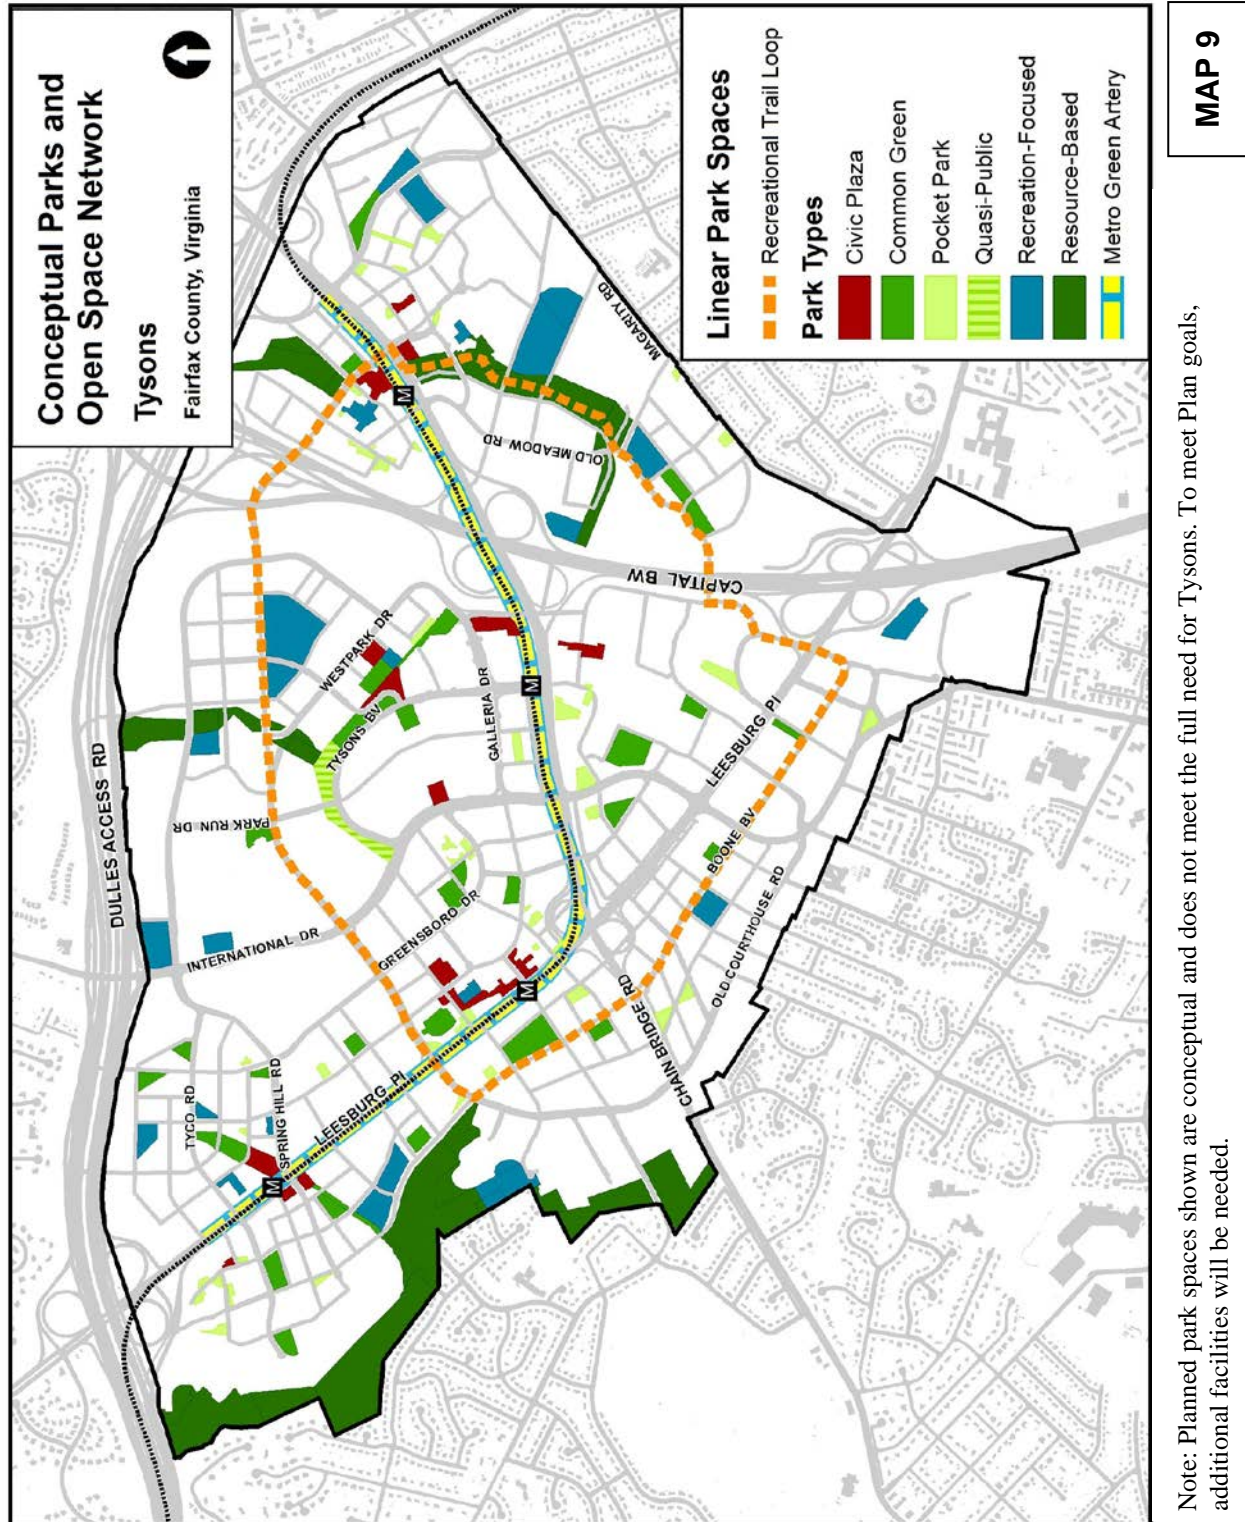 Conceptual Parks and
Open Space Network
Tysons
Fairfax County, Virginia
DULLES ACCESS RD
INTERNATIONAL DR
PARK RUN DR
WESTPARK DR
TYSONS BV
GALLERIA DR
GREENSBORO DR
TYCO RD
SPRING HILL RD
LEESBURG PI
M
M
M
M
CAPITAL BW
OLD MEADOW RD
MAGARITY RD
LEESBURG PI
BOONE BV
OLD COURTHOUSE RD
CHAIN BRIDGE RD
Linear Park Spaces
Recreational Trail Loop
Park Types
Civic Plaza
Common Green
Pocket Park
Quasi-Public
Recreation-Focused
Resource-Based
Metro Green Artery
Note: Planned park spaces shown are conceptual and does not meet the full need for Tysons. To meet Plan goals,
additional facilities will be needed.
MAP 9